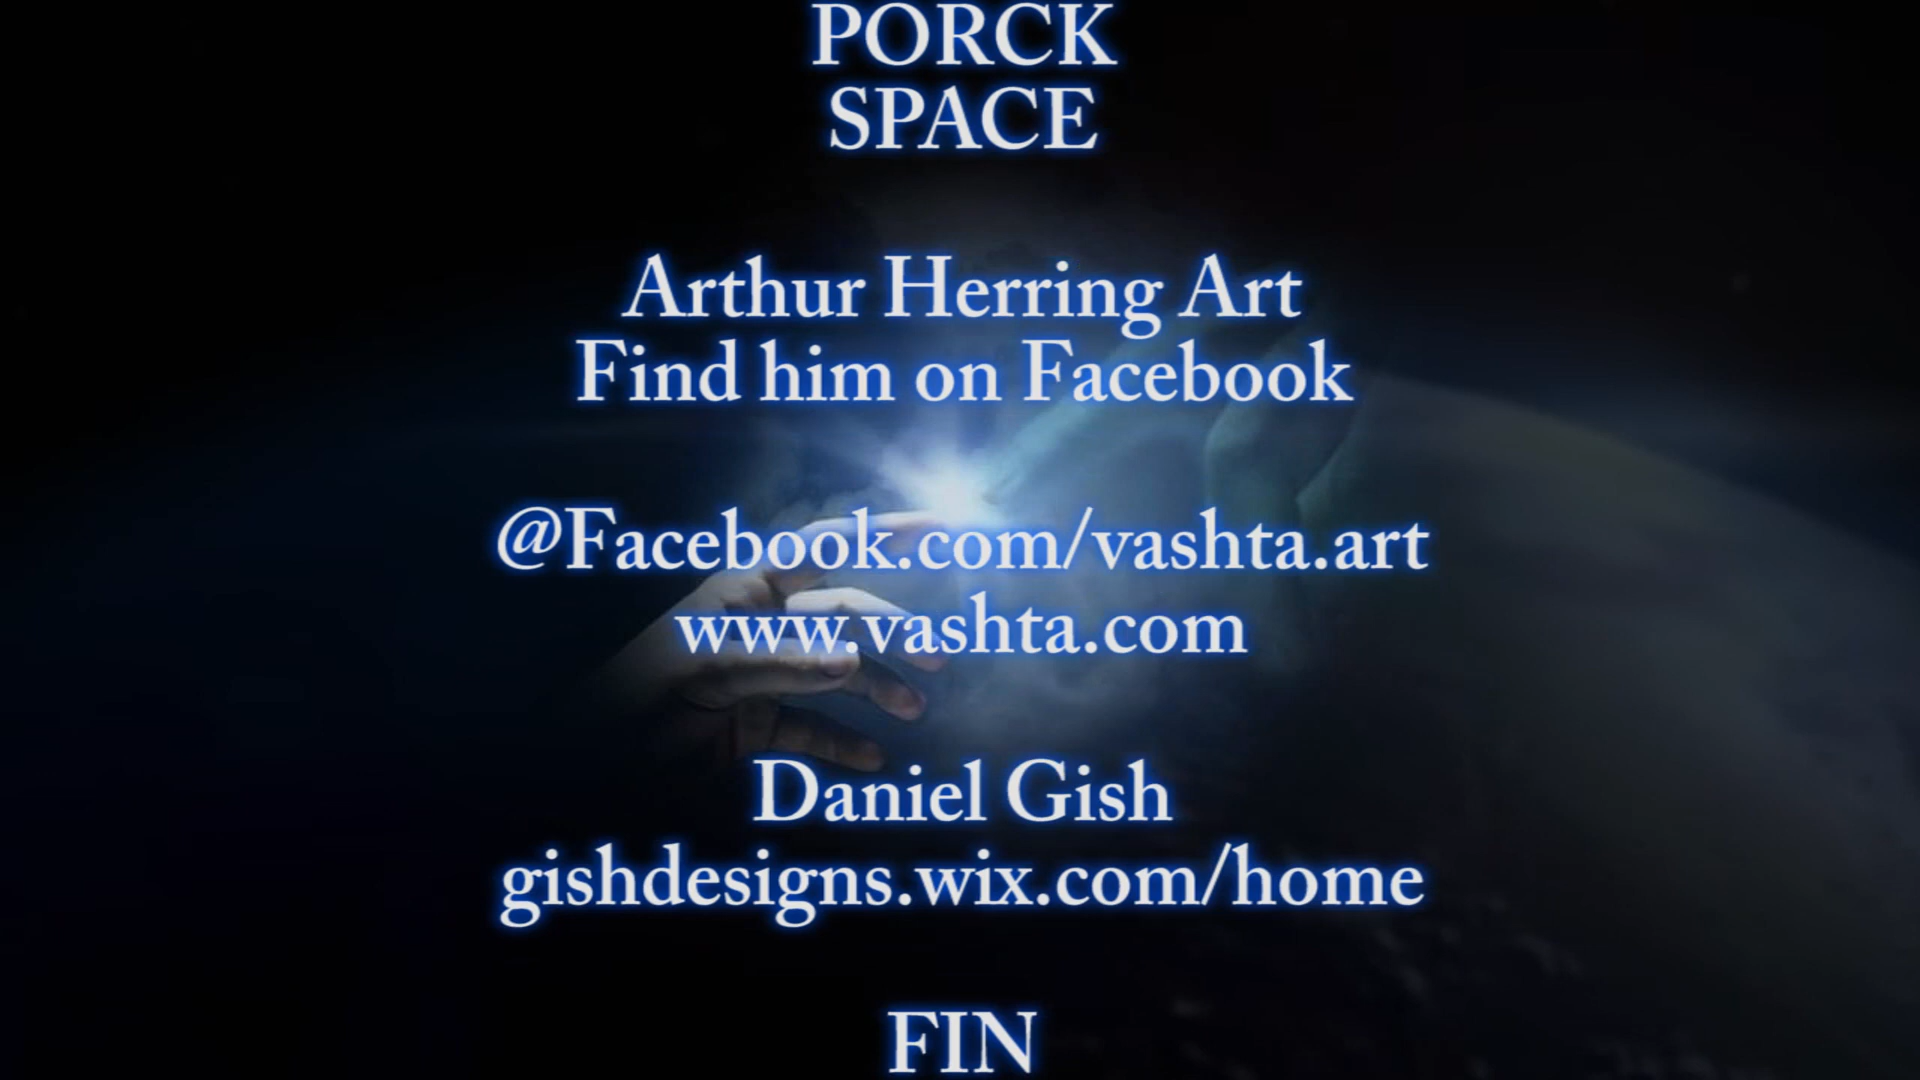 PORCK
SPACE
Arthur Herring Art
Find him on Facebook
@Facebook.com/vashta.art
www.vashta.com
Daniel Gish
gishdesigns.wix.com/home
FIN